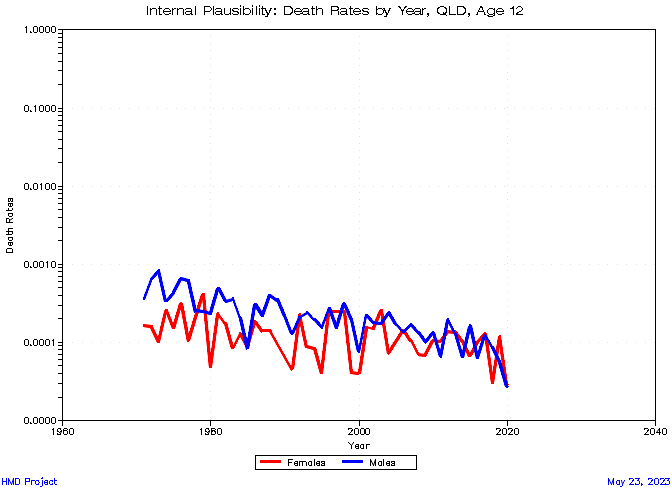 Internal Plausibility: Death Rates by Year, QLD, Age 12
1.0000
0.1000
0.0100
0.0010
0.0001
0.0000
Death Rates
1960
1980
2000
2020
2040
Year
Females
Males
HMD Project
May 23, 2023